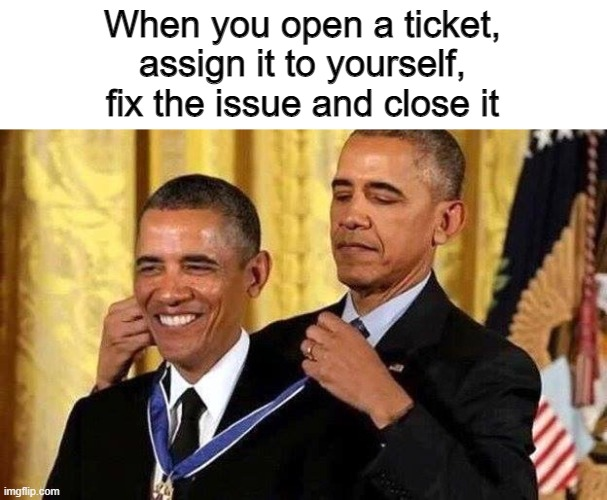 When you open a ticket,
assign it to yourself,
fix the issue and close it
imgflip.com